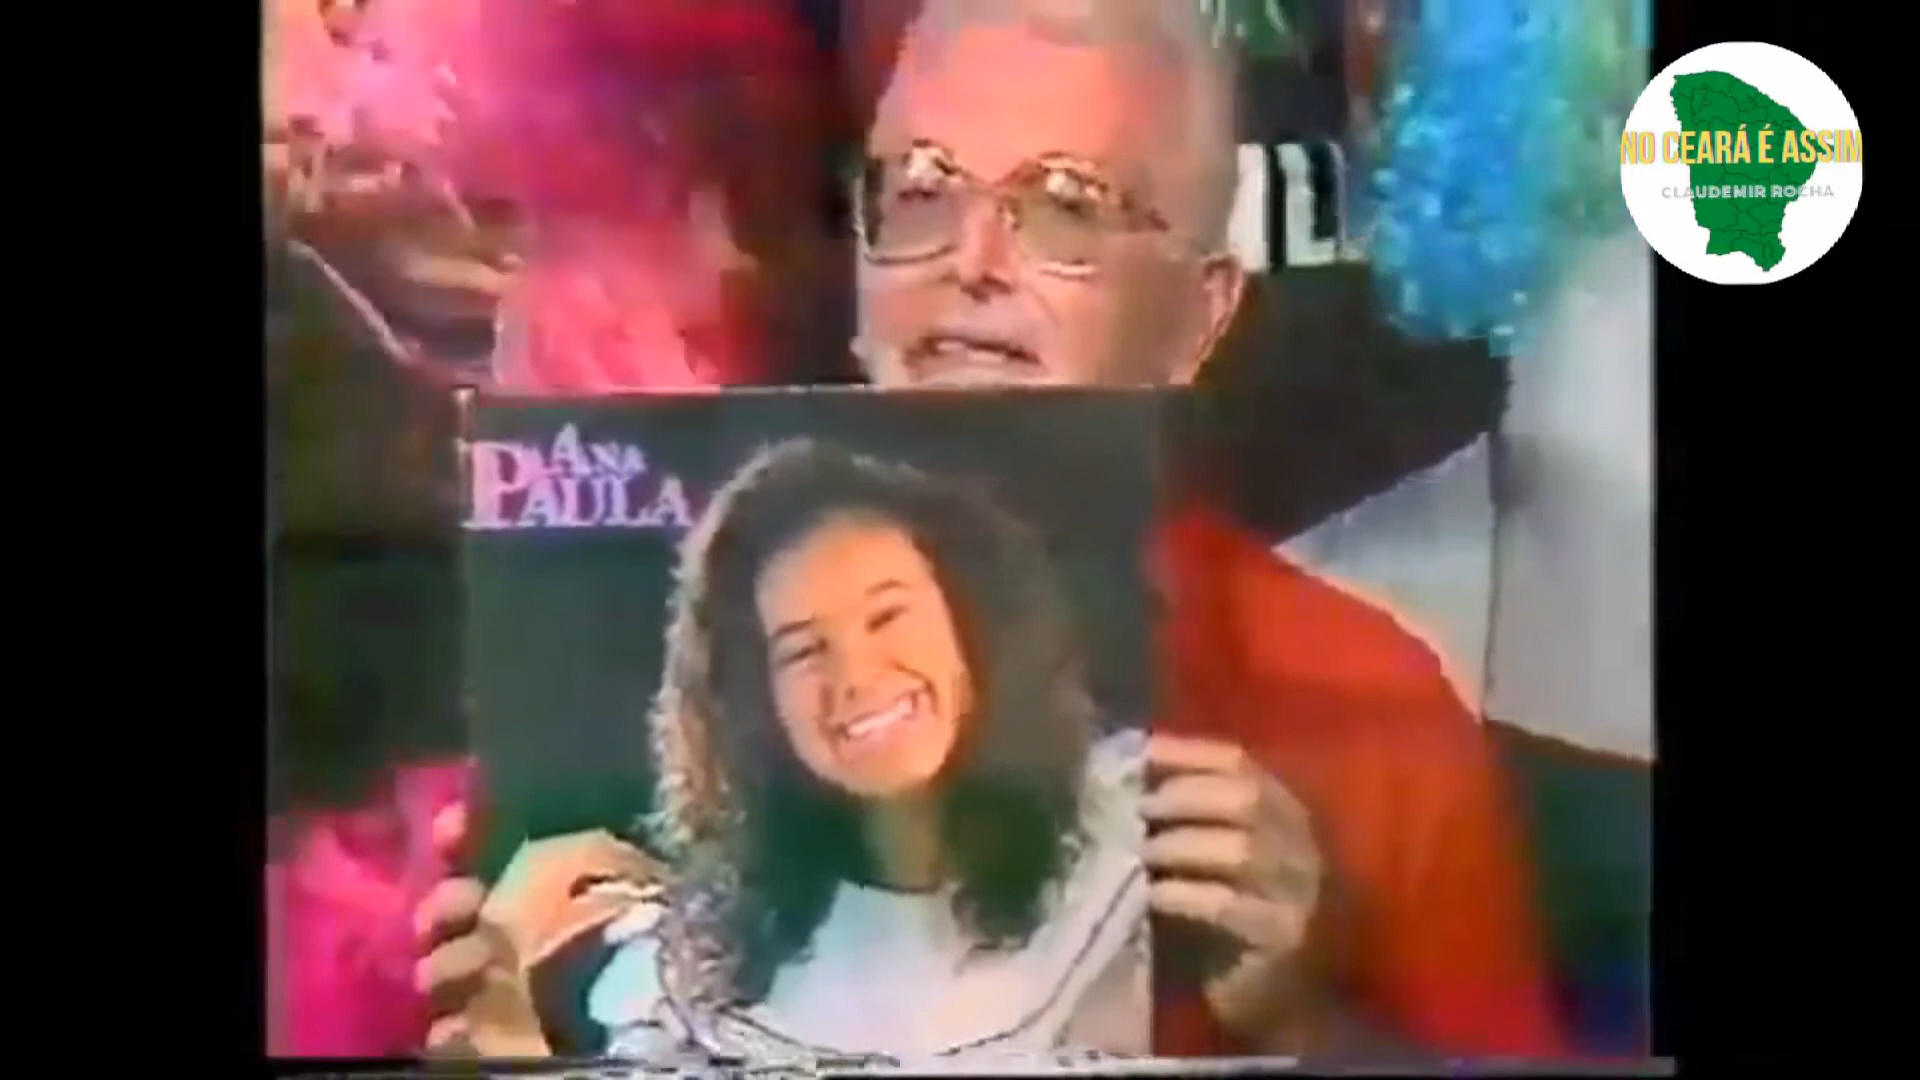 NO CEARÁ É ASSIM
CLAUDEMIR ROCHA
ANA
PAULA